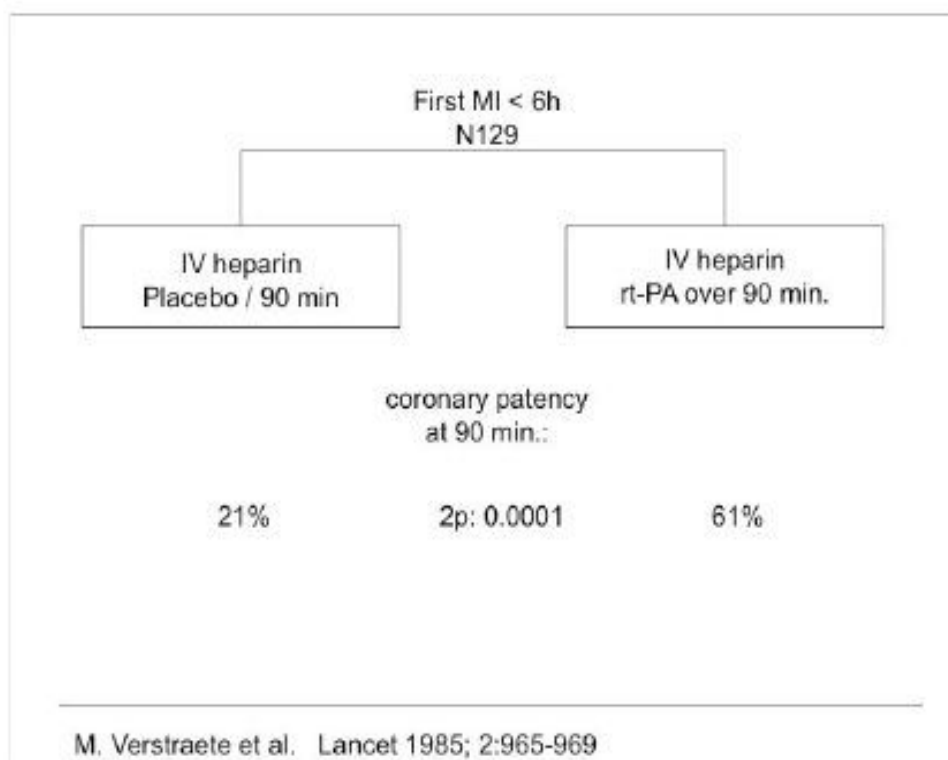 First MI < 6h
N129
IV heparin
Placebo / 90 min
IV heparin
rt-PA over 90 min.
coronary patency
at 90 min.:
21% 2p: 0.0001 61%
M. Verstraete et al. Lancet 1985; 2:965-969